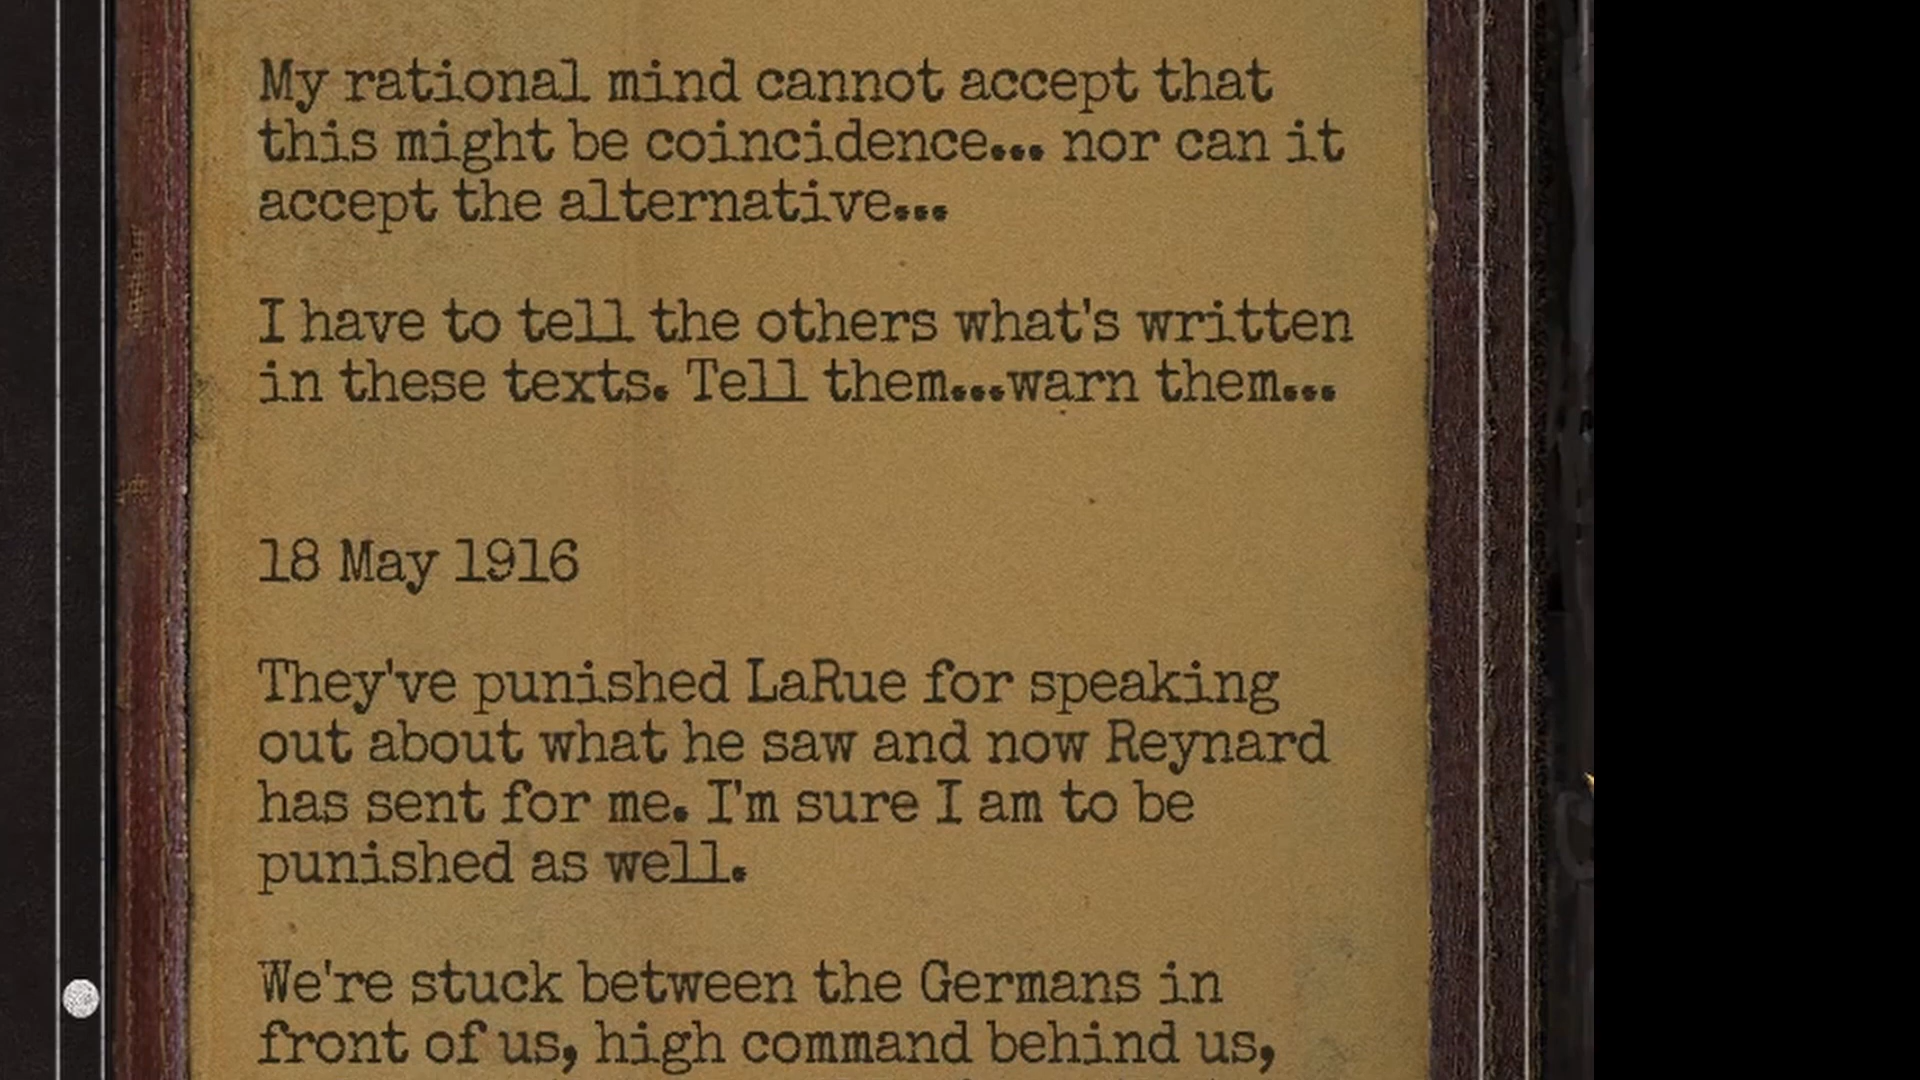 My rational mind cannot accept that
this might be coincidence... nor can it
accept the alternative...
I have to tell the others what's written
in these texts. Tell them...warn them...
18 May 1916
They've punished LaRue for speaking
out about what he saw and now Reynard
has sent for me. I'm sure I am to be
punished as well.
We're stuck between the Germans in
front of us, high command behind us,